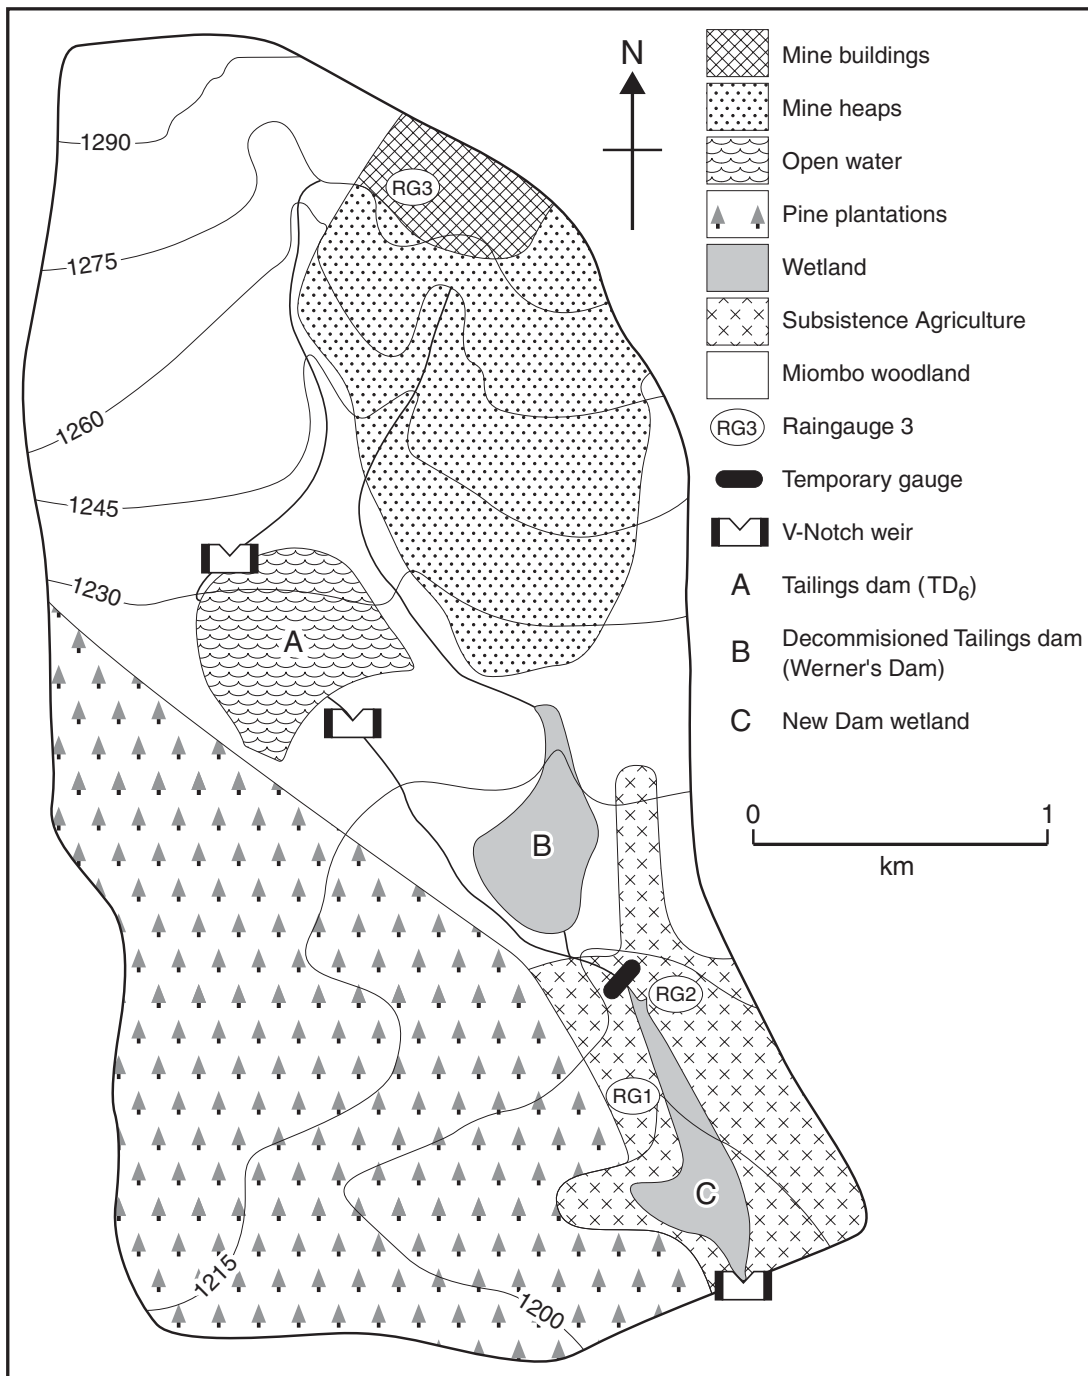 N
Mine buildings
Mine heaps
Open water
Pine plantations
Wetland
Subsistence Agriculture
Miombo woodland
RG3
Raingauge 3
Temporary gauge
V-Notch weir
A
Tailings dam (TD6)
B
Decommisioned Tailings dam
(Werner's Dam)
C
New Dam wetland
0
1
km
1290
RG3
1275
1260
1245
1230
A
B
RG2
RG1
C
1215
1200